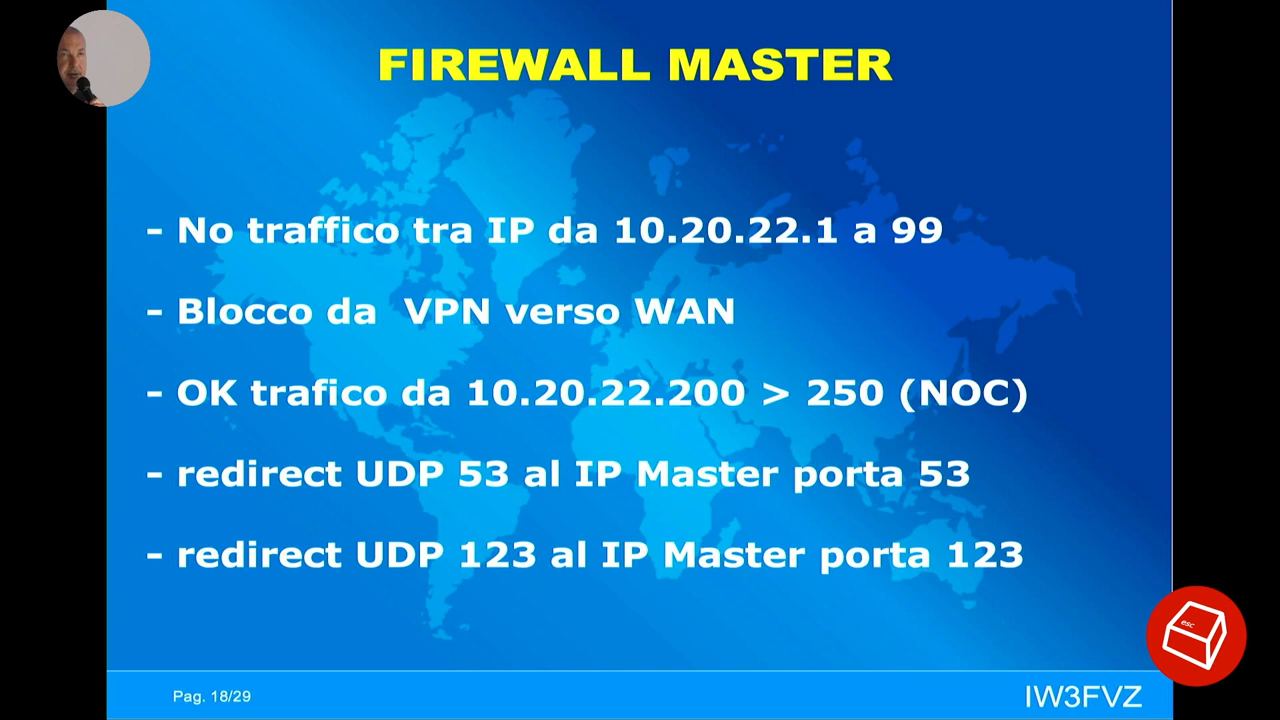 FIREWALL MASTER
- No traffico tra IP da 10.20.22.1 a 99
- Blocco da  VPN verso WAN
- OK trafico da 10.20.22.200 > 250 (NOC)
- redirect UDP 53 al IP Master porta 53
- redirect UDP 123 al IP Master porta 123
esc
Pag. 18/29
IW3FVZ